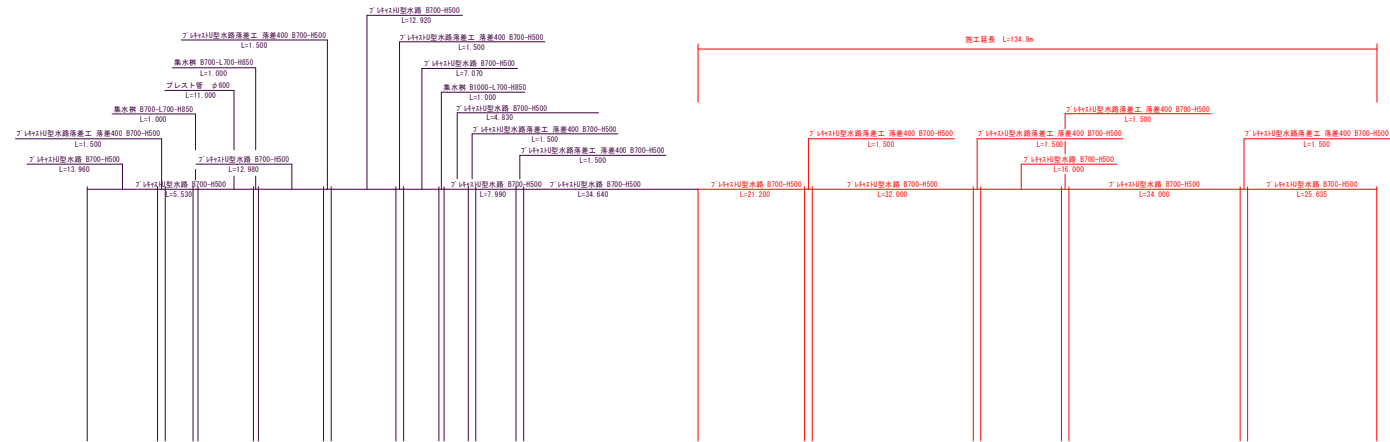 プレキャストU型水路 B700-H500
L=12.920
プレキャストU型水路落差工 落差400 B700-H500
L=1.500
プレキャストU型水路落差工 落差400 B700-H500
L=1.500
施工延長 L=134.8m
集水桝 B700-L700-H850
L=1.000
プレキャストU型水路 B700-H500
L=7.070
プレスト管 φ600
L=11.000
集水桝 B1000-L700-H850
L=1.000
集水桝 B700-L700-H850
L=1.000
プレキャストU型水路 B700-H500
L=4.830
プレキャストU型水路落差工 落差400 B700-H500
L=1.500
プレキャストU型水路落差工 落差400 B700-H500
L=1.500
プレキャストU型水路落差工 落差400 B700-H500
L=1.500
プレキャストU型水路落差工 落差400 B700-H500
L=1.500
プレキャストU型水路落差工 落差400 B700-H500
L=1.500
プレキャストU型水路落差工 落差400 B700-H500
L=1.500
プレキャストU型水路 B700-H500
L=13.960
プレキャストU型水路 B700-H500
L=12.980
プレキャストU型水路落差工 落差400 B700-H500
L=1.500
プレキャストU型水路 B700-H500
L=16.000
プレキャストU型水路 B700-H500
L=5.530
プレキャストU型水路 B700-H500
L=7.990
プレキャストU型水路 B700-H500
L=34.640
プレキャストU型水路 B700-H500
L=21.200
プレキャストU型水路 B700-H500
L=32.000
プレキャストU型水路 B700-H500
L=34.000
プレキャストU型水路 B700-H500
L=25.635